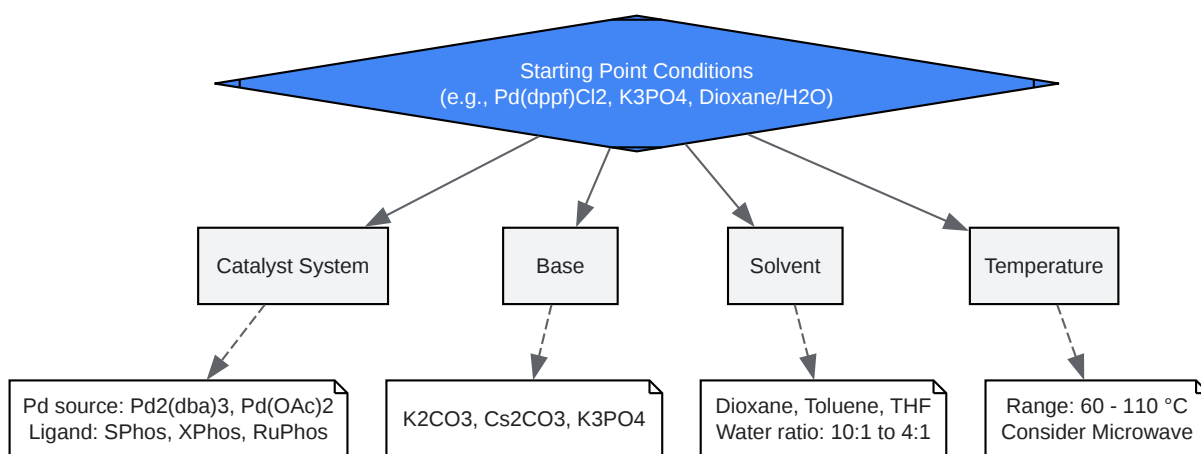 Starting Point Conditions
(e.g., Pd(dppf)Cl2, K3PO4, Dioxane/H2O)
Catalyst System
Base
Solvent
Temperature
Pd source: Pd2(dba)3, Pd(OAc)2
Ligand: SPhos, XPhos, RuPhos
K2CO3, Cs2CO3, K3PO4
Dioxane, Toluene, THF
Water ratio: 10:1 to 4:1
Range: 60 - 110 °C
Consider Microwave